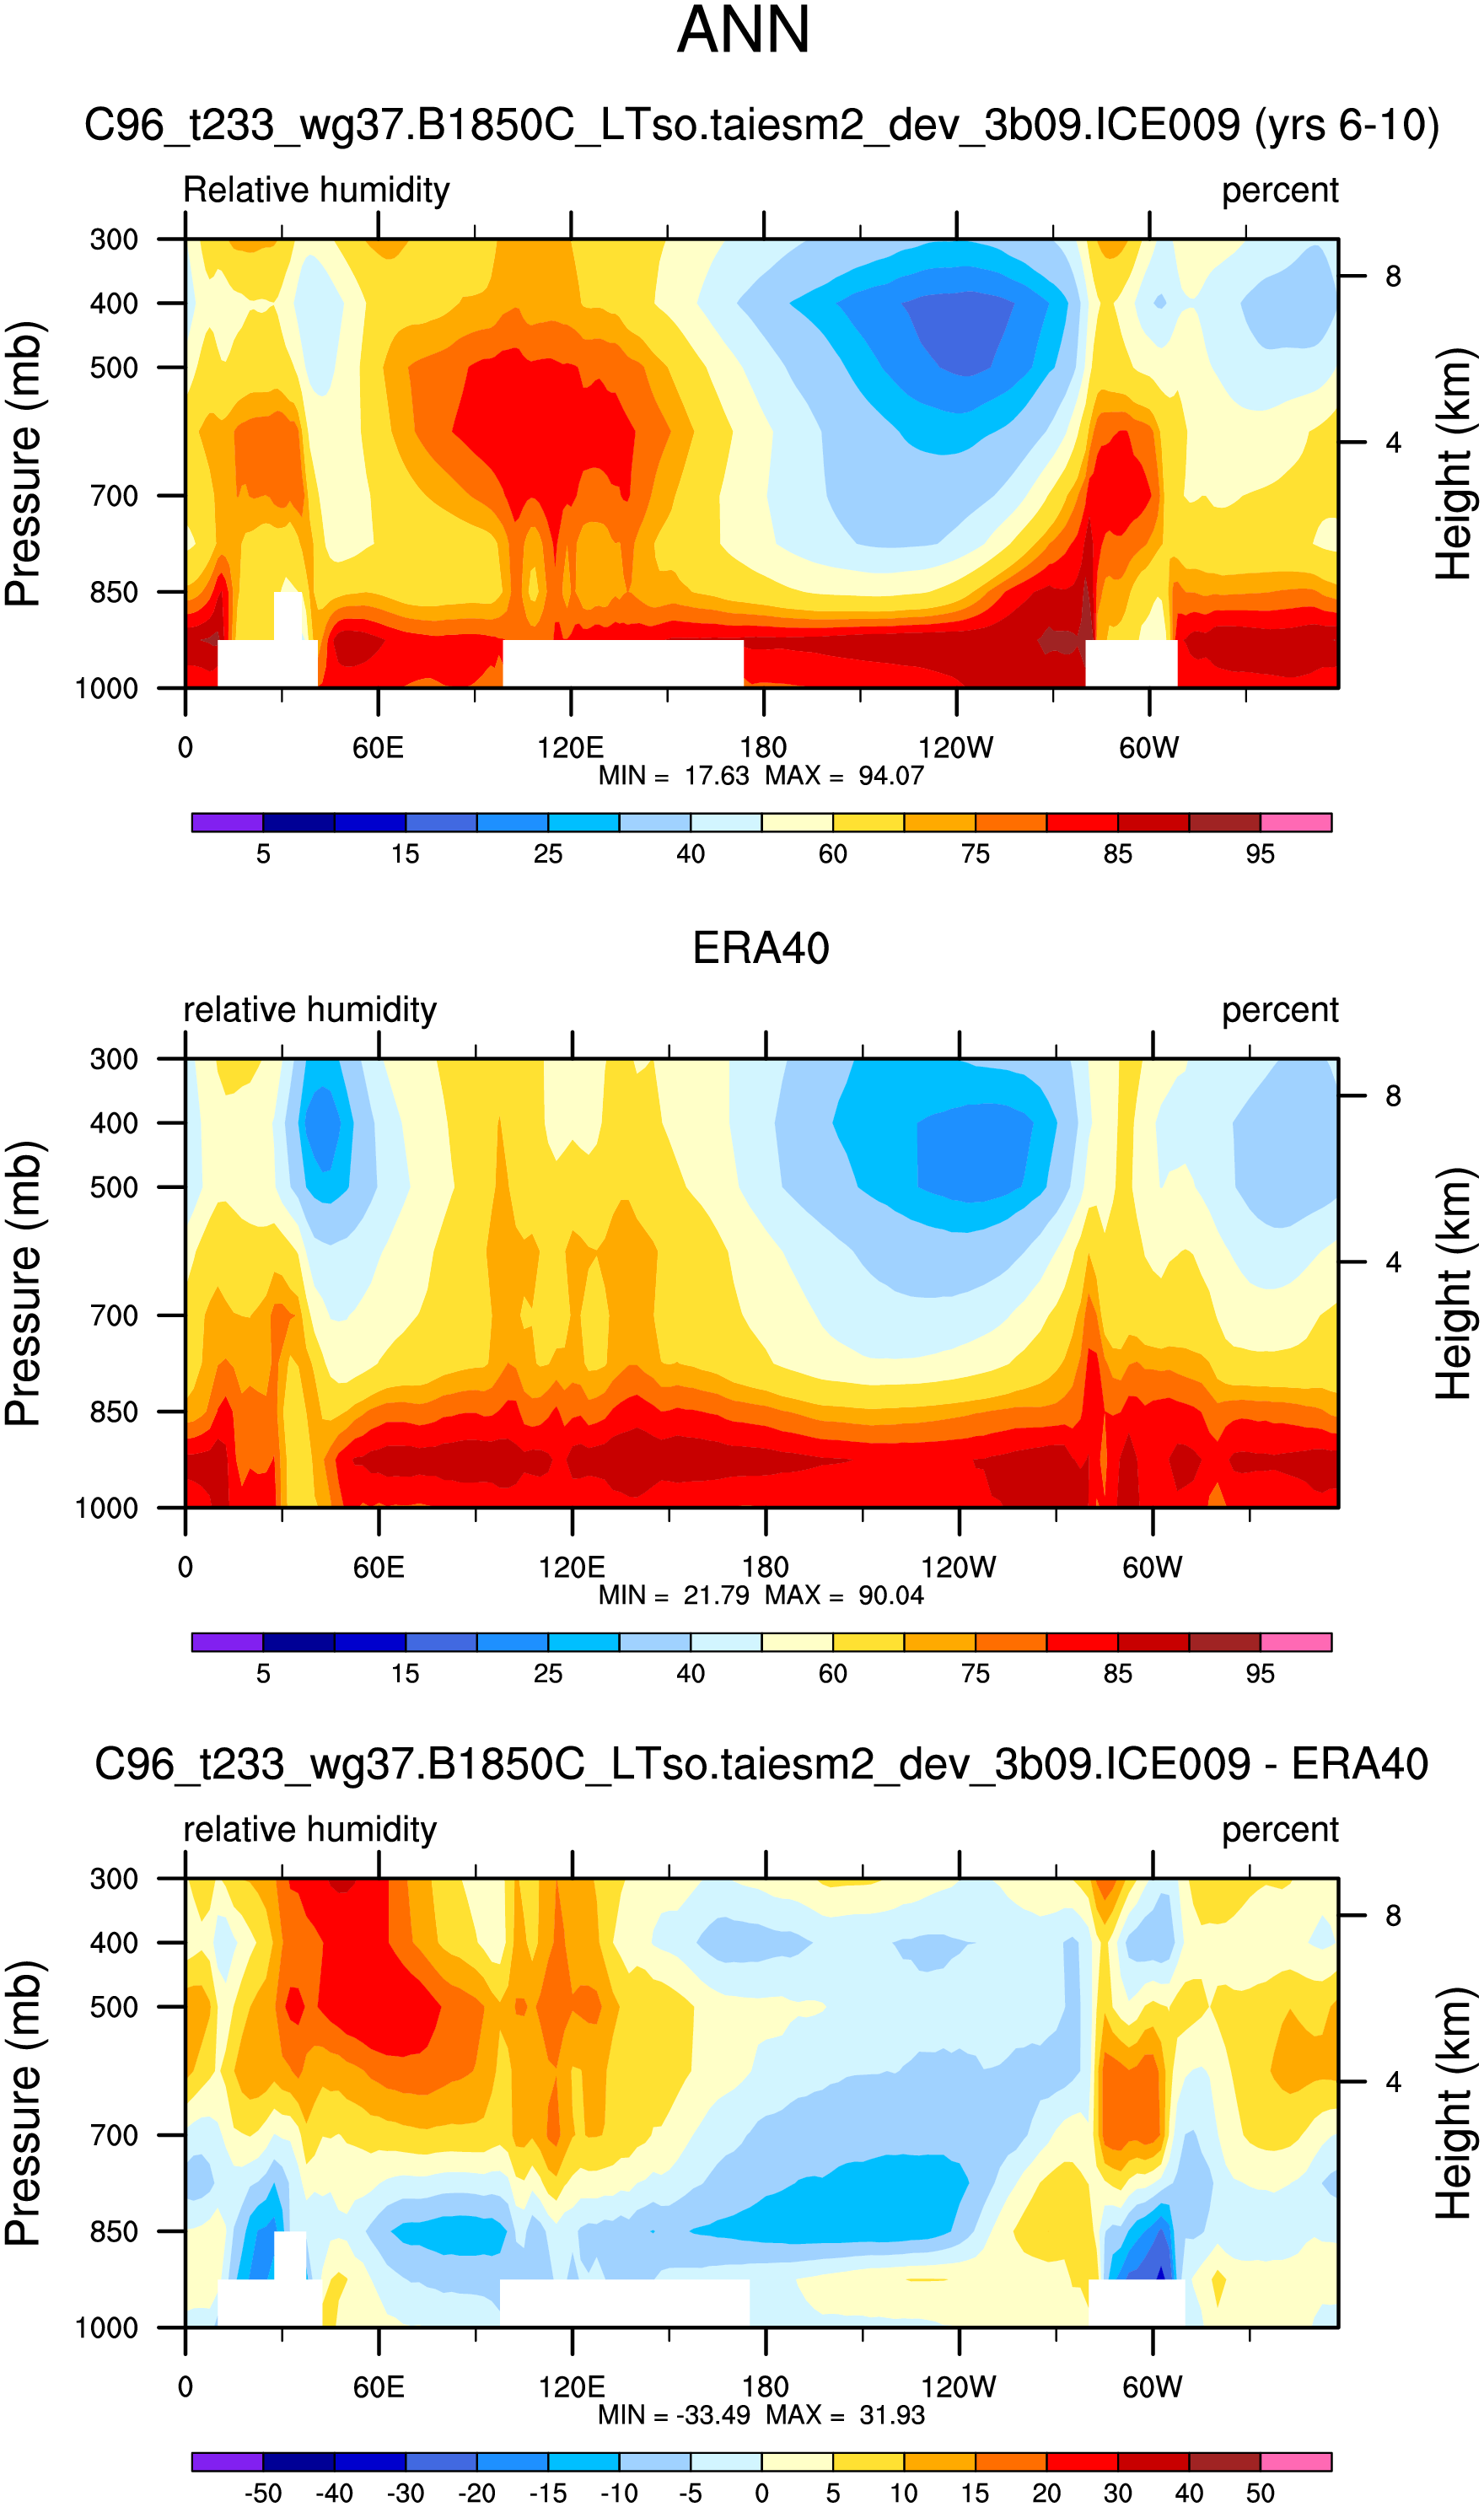 ANN
C96_t233_wg37.B1850C_LTso.taiesm2_dev_3b09.ICE009 (yrs 6-10)
Relative humidity percent
Pressure (mb)
300
400
500
700
850
1000
8
4
Height (km)
0 60E 120E 180 120W 60W
MIN = 17.63 MAX = 94.07
5 15 25 40 60 75 85 95
ERA40
relative humidity percent
Pressure (mb)
300
400
500
700
850
1000
8
4
Height (km)
0 60E 120E 180 120W 60W
MIN = 21.79 MAX = 90.04
5 15 25 40 60 75 85 95
C96_t233_wg37.B1850C_LTso.taiesm2_dev_3b09.ICE009 - ERA40
relative humidity percent
Pressure (mb)
300
400
500
700
850
1000
8
4
Height (km)
0 60E 120E 180 120W 60W
MIN = -33.49 MAX = 31.93
-50 -40 -30 -20 -15 -10 -5 0 5 10 15 20 30 40 50